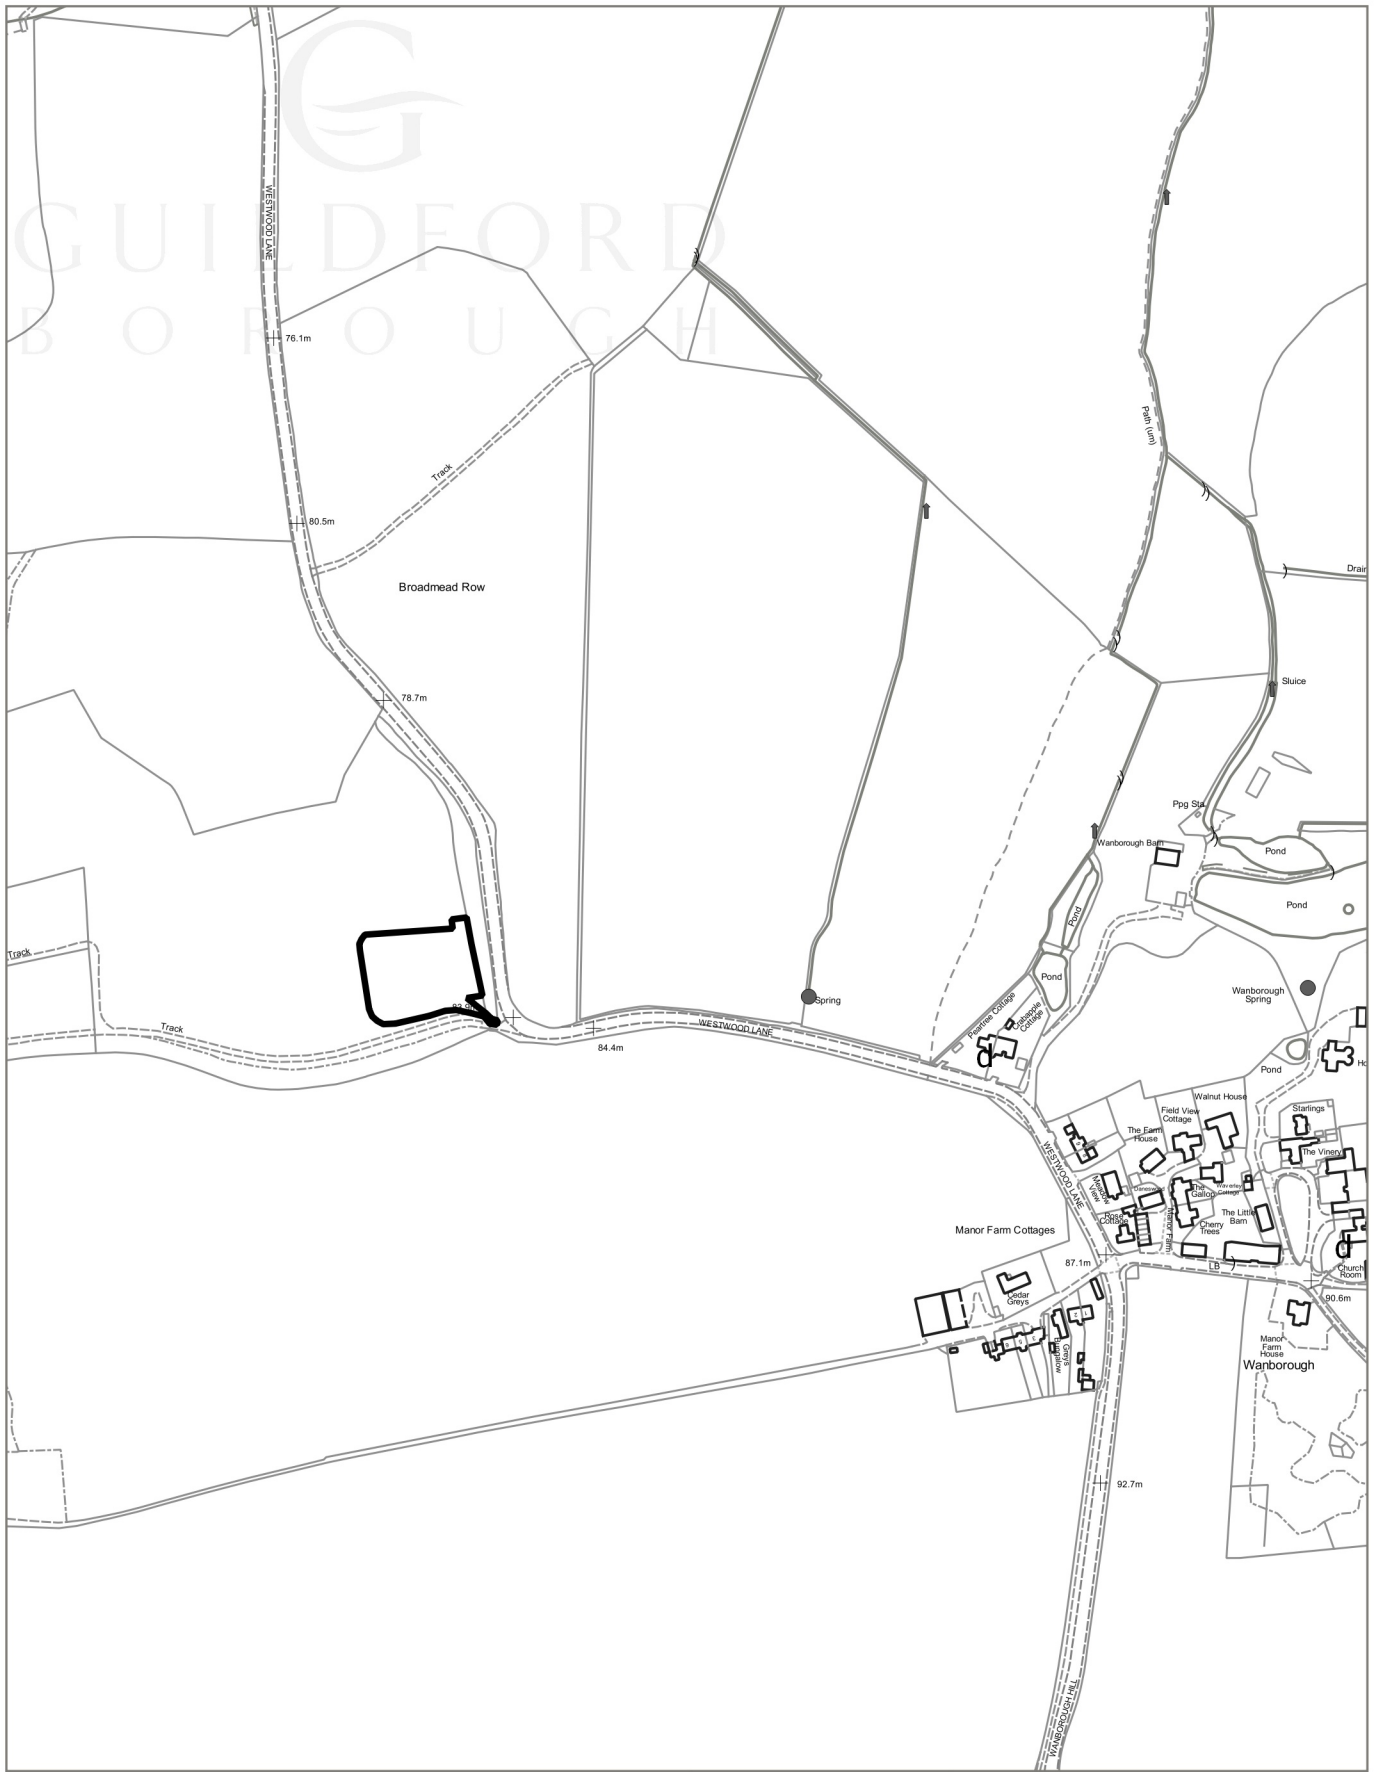 GUILDFORD
BOROUGH
WESTWOOD LANE
76.1m
Path (um)
Track
80.5m
Drain
Broadmead Row
Sluice
78.7m
Ppg Sta
Wanborough Barn
Pond
Pond
Pond
Track
Pond
Wanborough
Spring
Spring
Peartree Cottage
Crabapple
Cottage
Track
WESTWOOD LANE
84.4m
Pond
Walnut House
Starlings
Field View
Cottage
The Farm
House
The Vinery
WESTWOOD LANE
Meadow
View
Daneswood
The
Gallop
Waverley
Cottage
Rose
Cottage
Manor Farm
Cherry
Trees
The Little
Barn
Manor Farm Cottages
87.1m
LB
Church
Room
Cedar
Greys
90.6m
Greys
Bungalow
Manor
Farm
House
Wanborough
92.7m
WANBOROUGH HILL